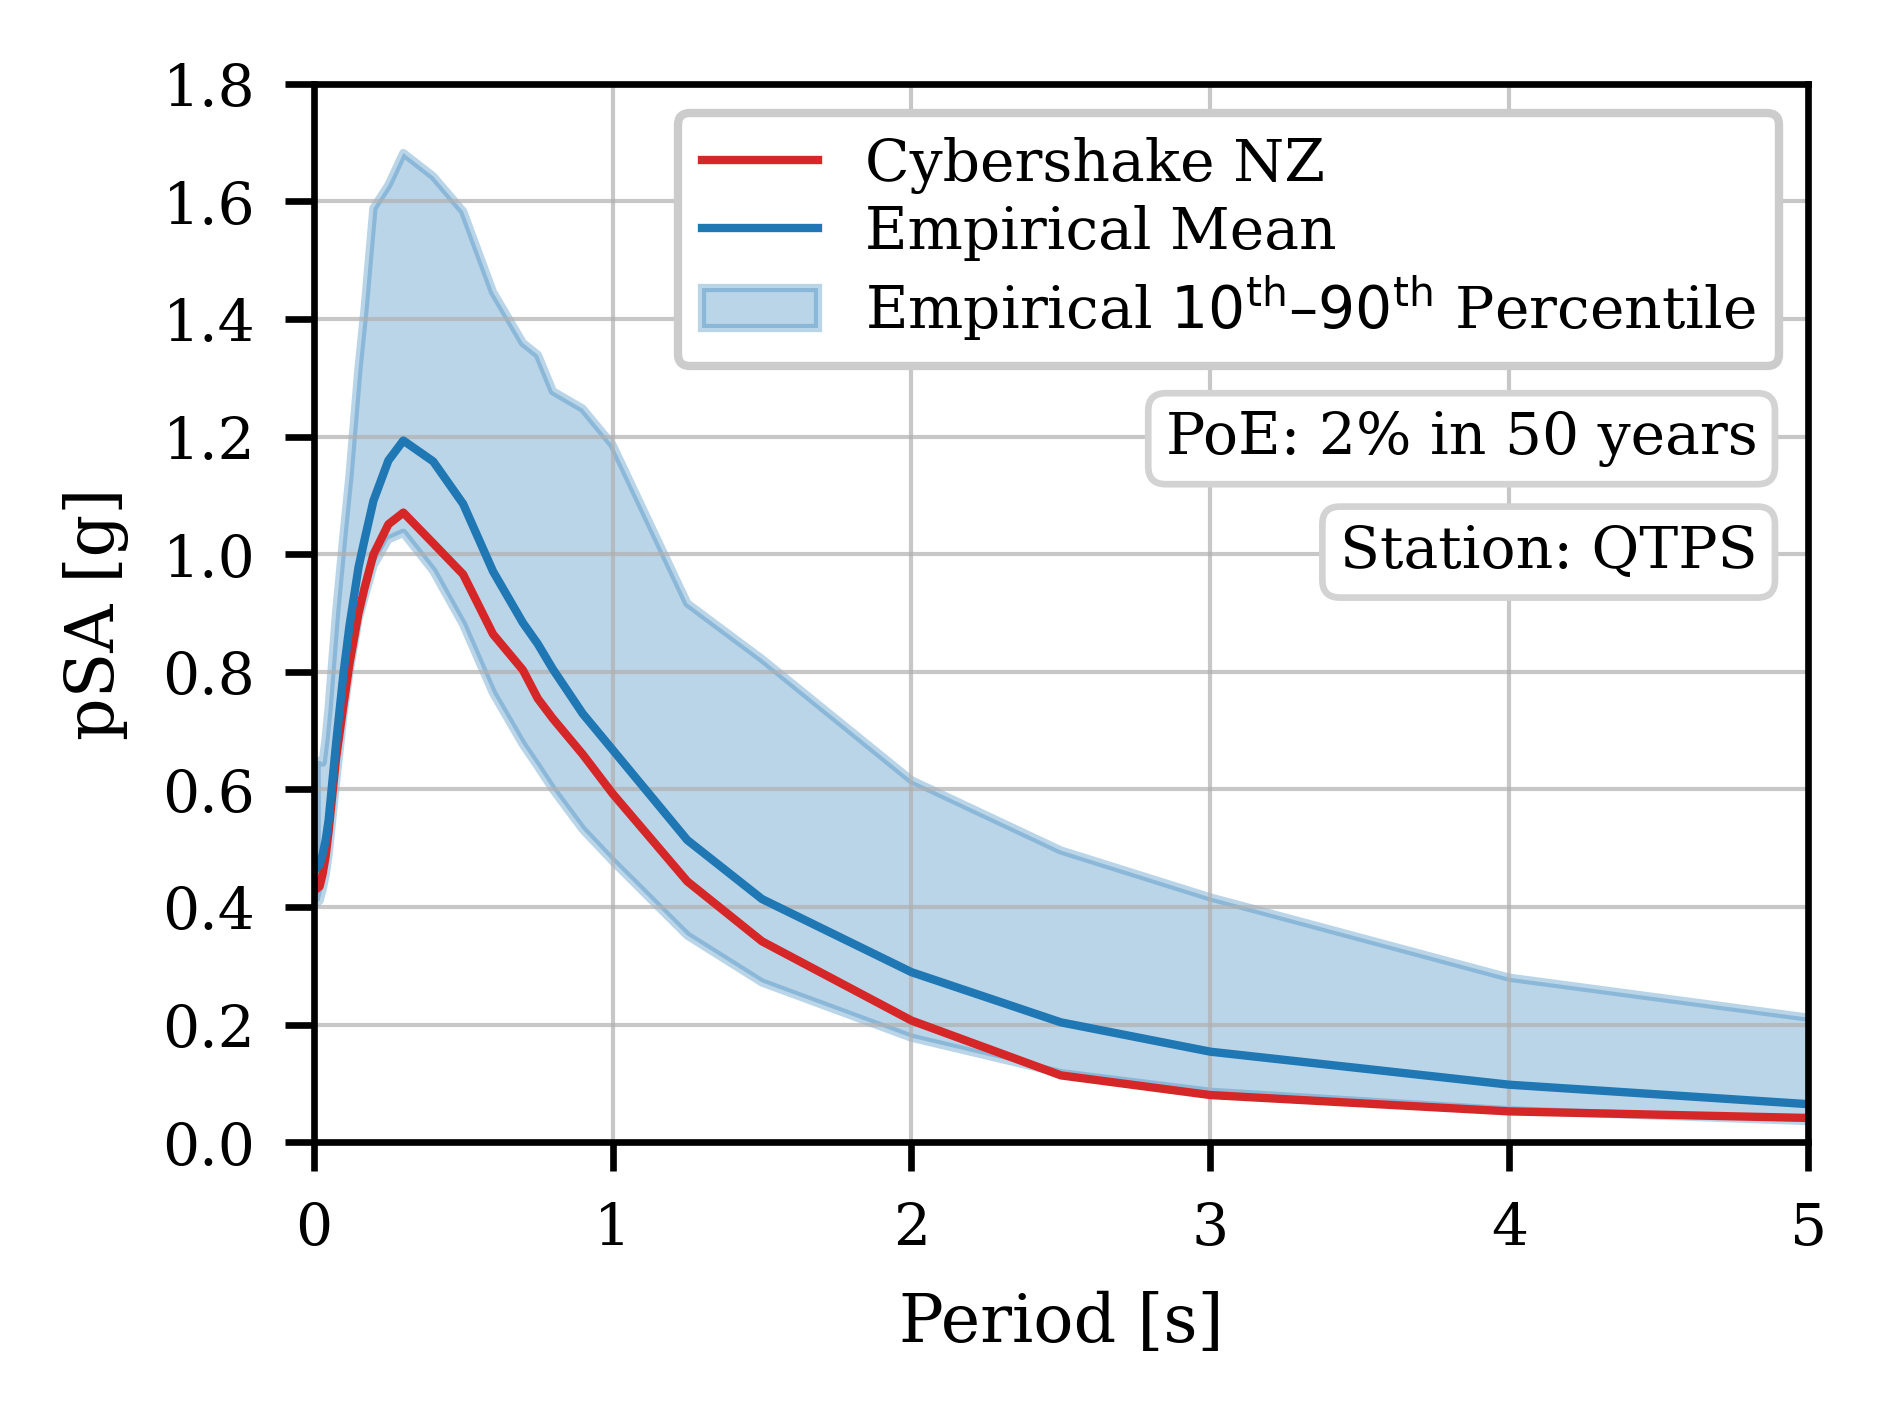 1.8
1.6
1.4
1.2
1.0
0.8
0.6
0.4
0.2
0.0
pSA [g]
Cybershake NZ
Empirical Mean
Empirical 10th–90th Percentile
PoE: 2% in 50 years
Station: QTPS
0 1 2 3 4 5
Period [s]